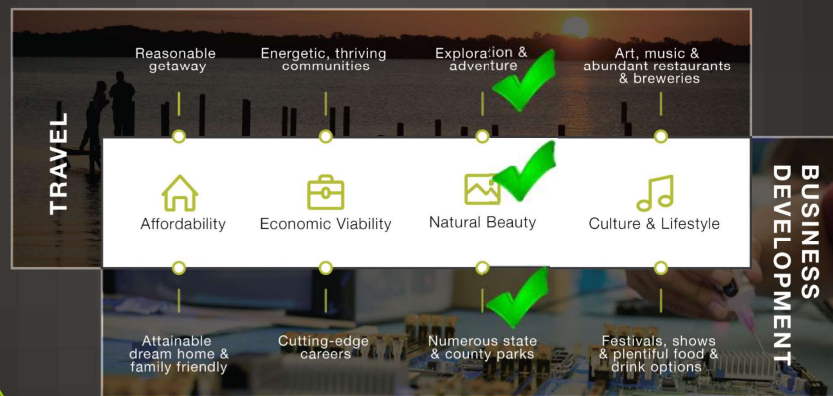 Reasonable
getaway
Energetic, thriving
communities
Exploration &
adventure
Art, music &
abundant restaurants
& breweries
TRAVEL
Affordability
Economic Viability
Natural Beauty
Culture & Lifestyle
BUSINESS
DEVELOPMENT
Attainable
dream home &
family friendly
Cutting-edge
careers
Numerous state
& county parks
Festivals, shows
& plentiful food &
drink options